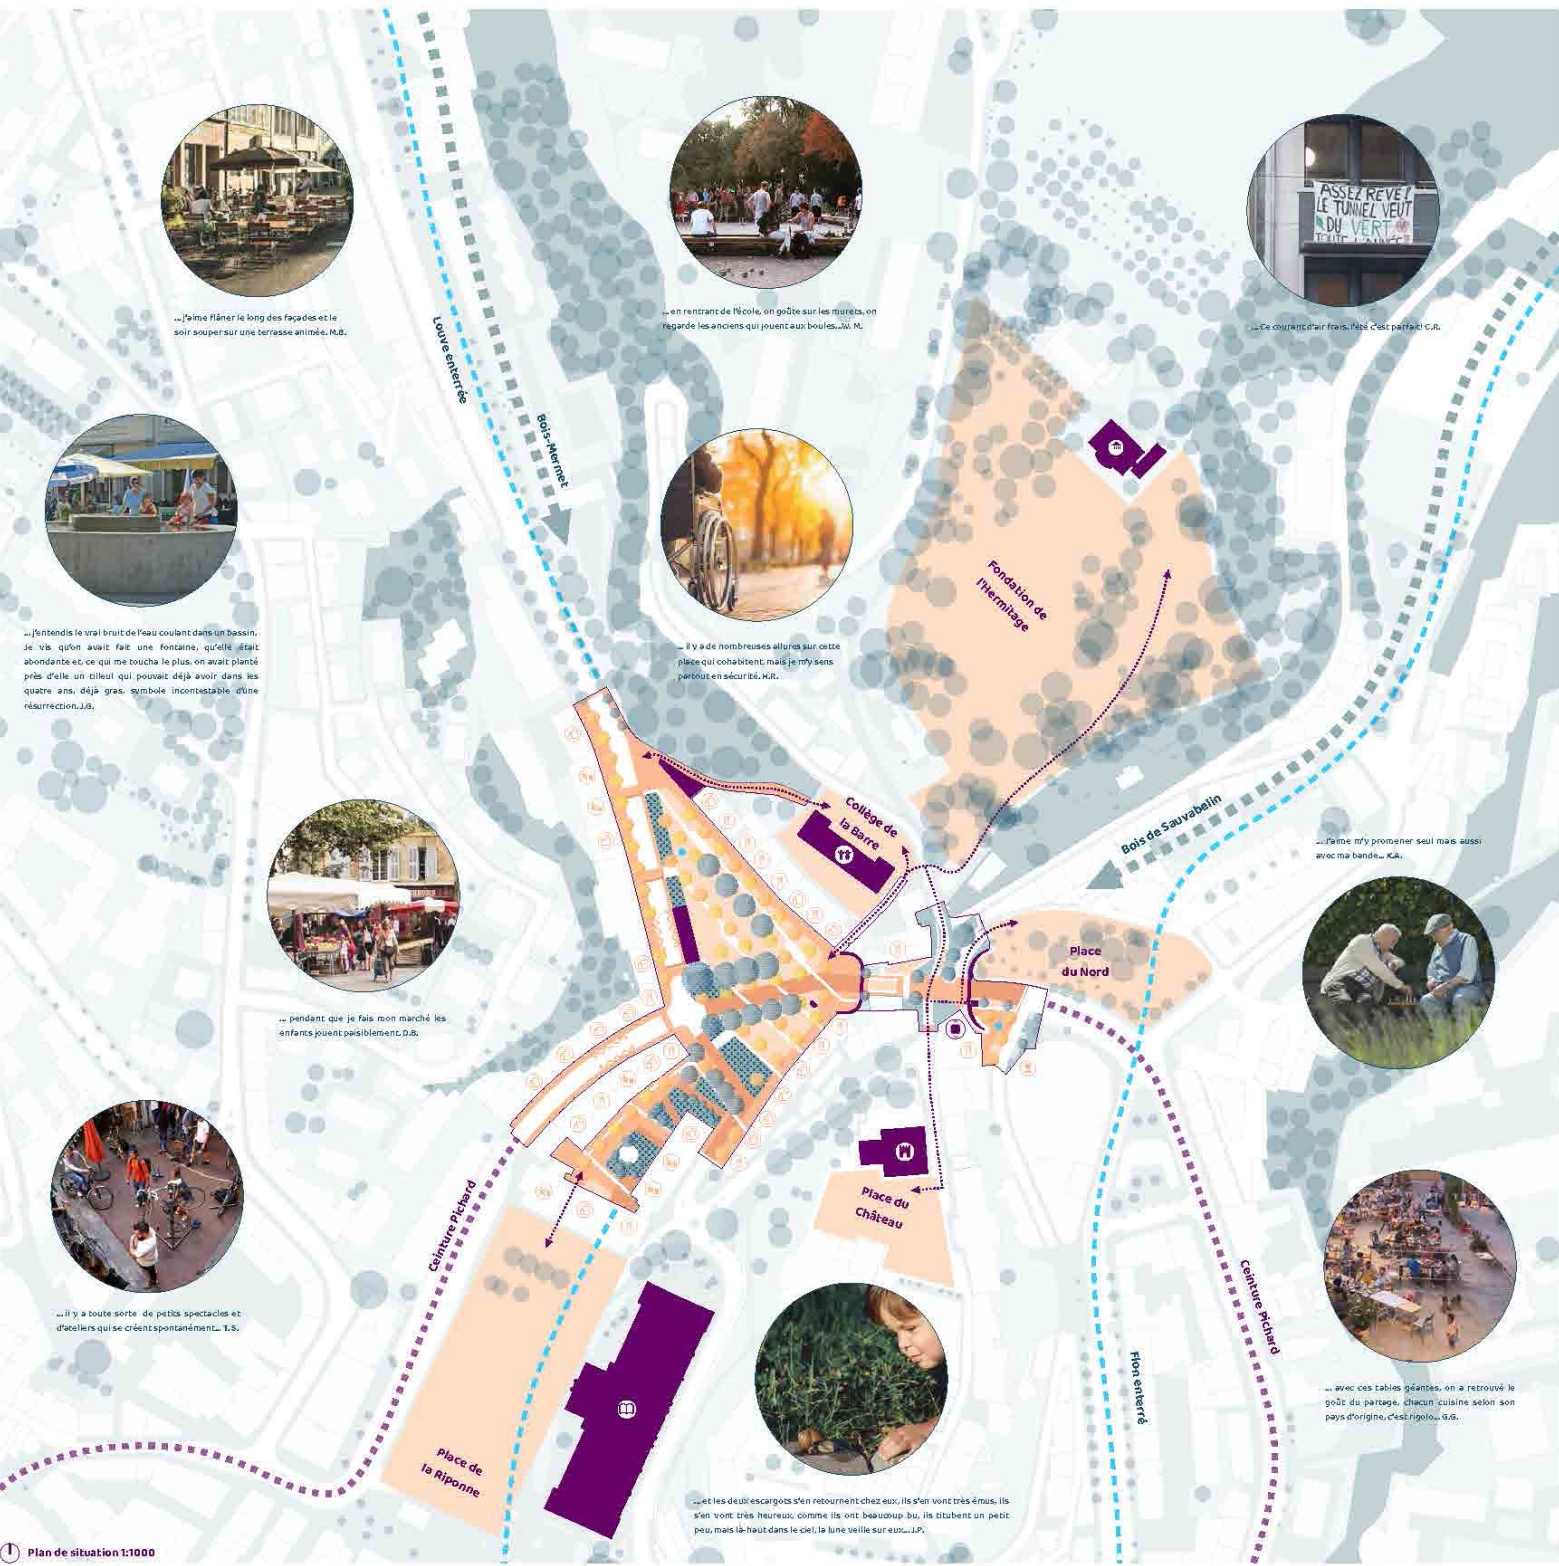 ... j'aime flâner le long des façades et le
soir souper sur une terrasse animée. M.B.
... en rentrant de l'école, on goûte sur les murets, on
regarde les anciens qui jouent aux boules... W. M.
ASSEZ RÊVÉ !
LE TUNNEL VEUT
DU VERT
TOUTE L'ANNÉE
... Ce courant d'air frais, l'été c'est parfait! C.R.
Louve enterrée
Bois-Mermet
... j'entendis le vrai bruit de l'eau coulant dans un bassin.
Je vis qu'on avait fait une fontaine, qu'elle était
abondante et, ce qui me toucha le plus, on avait planté
près d'elle un tilleul qui pouvait déjà avoir dans les
quatre ans, déjà gras, symbole incontestable d'une
résurrection. J.G.
... il y a de nombreuses allures sur cette
place qui cohabitent, mais je m'y sens
partout en sécurité. H.R.
Fondation de
l'Hermitage
Collège de
la Barre
Bois de Sauvabelin
... J'aime m'y promener seul mais aussi
avec ma bande... K.A.
Place
du Nord
... pendant que je fais mon marché les
enfants jouent paisiblement. D.B.
Place du
Château
Ceinture Pichard
Ceinture Pichard
... il y a toute sorte de petits spectacles et
d'ateliers qui se créent spontanément... T.S.
Flon enterré
... avec ces tables géantes, on a retrouvé le
goût du partage, chacun cuisine selon son
pays d'origine, c'est rigolo... G.G.
Place de
la Riponne
... et les deux escargots s'en retournent chez eux, ils s'en vont très émus, ils
s'en vont très heureux, comme ils ont beaucoup bu, ils titubent un petit
peu, mais là-haut dans le ciel, la lune veille sur eux... J.P.
Plan de situation 1:1000